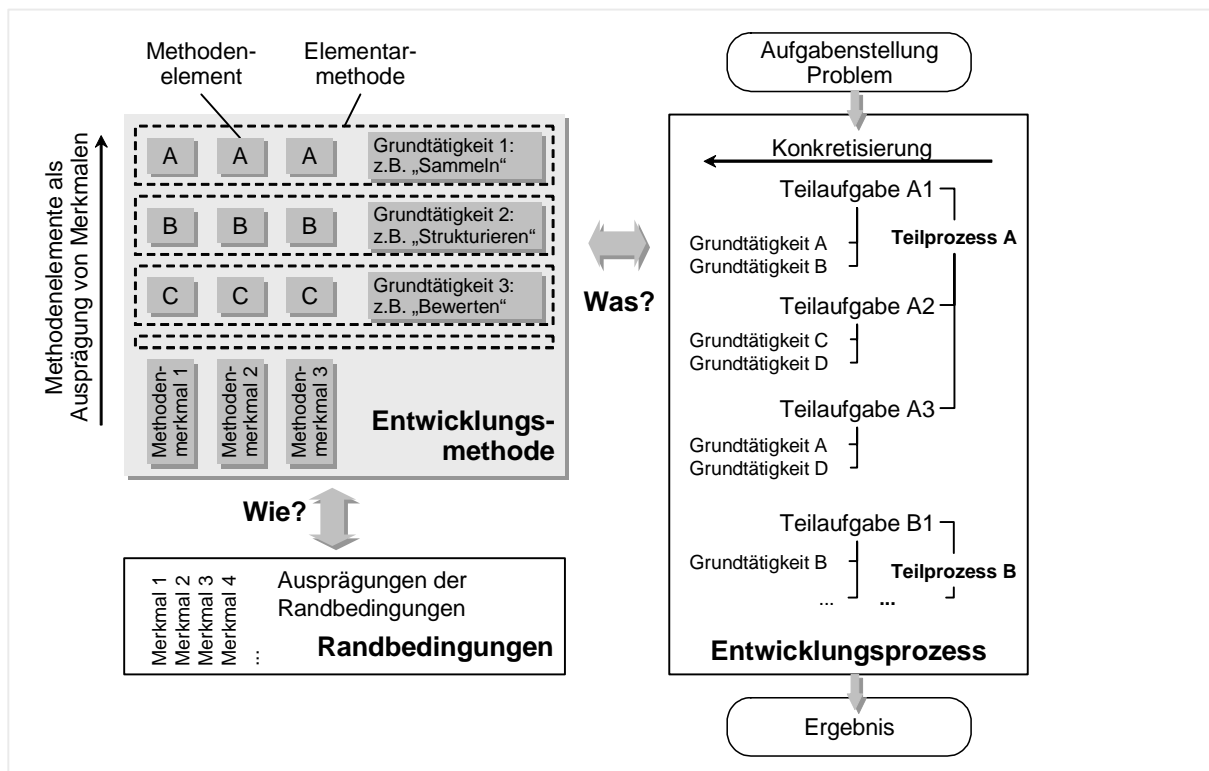 Methoden-
element
Elementar-
methode
Methodenelemente als
Ausprägung von Merkmalen
A A A
Grundtätigkeit 1:
z.B. „Sammeln“
B B B
Grundtätigkeit 2:
z.B. „Strukturieren“
C C C
Grundtätigkeit 3:
z.B. „Bewerten“
Methoden-
merkmal 1
Methoden-
merkmal 2
Methoden-
merkmal 3
Entwicklungs-
methode
Wie?
Merkmal 1
Merkmal 2
Merkmal 3
Merkmal 4
...
Ausprägungen der
Randbedingungen
Randbedingungen
Was?
Aufgabenstellung
Problem
Konkretisierung
Teilaufgabe A1
Teilprozess A
Grundtätigkeit A
Grundtätigkeit B
Teilaufgabe A2
Grundtätigkeit C
Grundtätigkeit D
Teilaufgabe A3
Grundtätigkeit A
Grundtätigkeit D
Teilaufgabe B1
Grundtätigkeit B
Teilprozess B
... ...
Entwicklungsprozess
Ergebnis